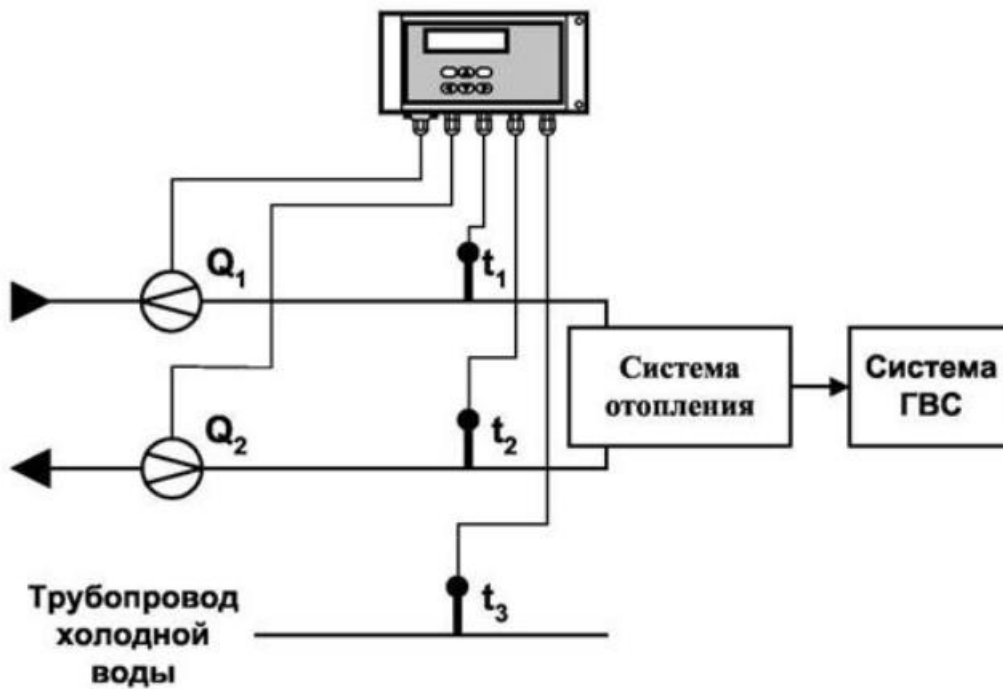 Q₁
t₁
Система
отопления
Система
ГВС
Q₂
t₂
t₃
Трубопровод
холодной
воды